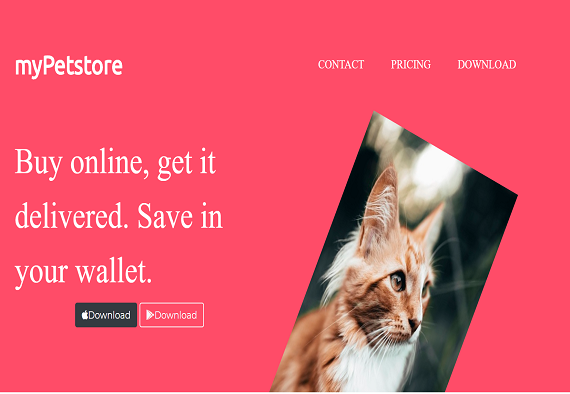 myPetstore
CONTACT PRICING DOWNLOAD
Buy online, get it
delivered. Save in
your wallet.
Download Download